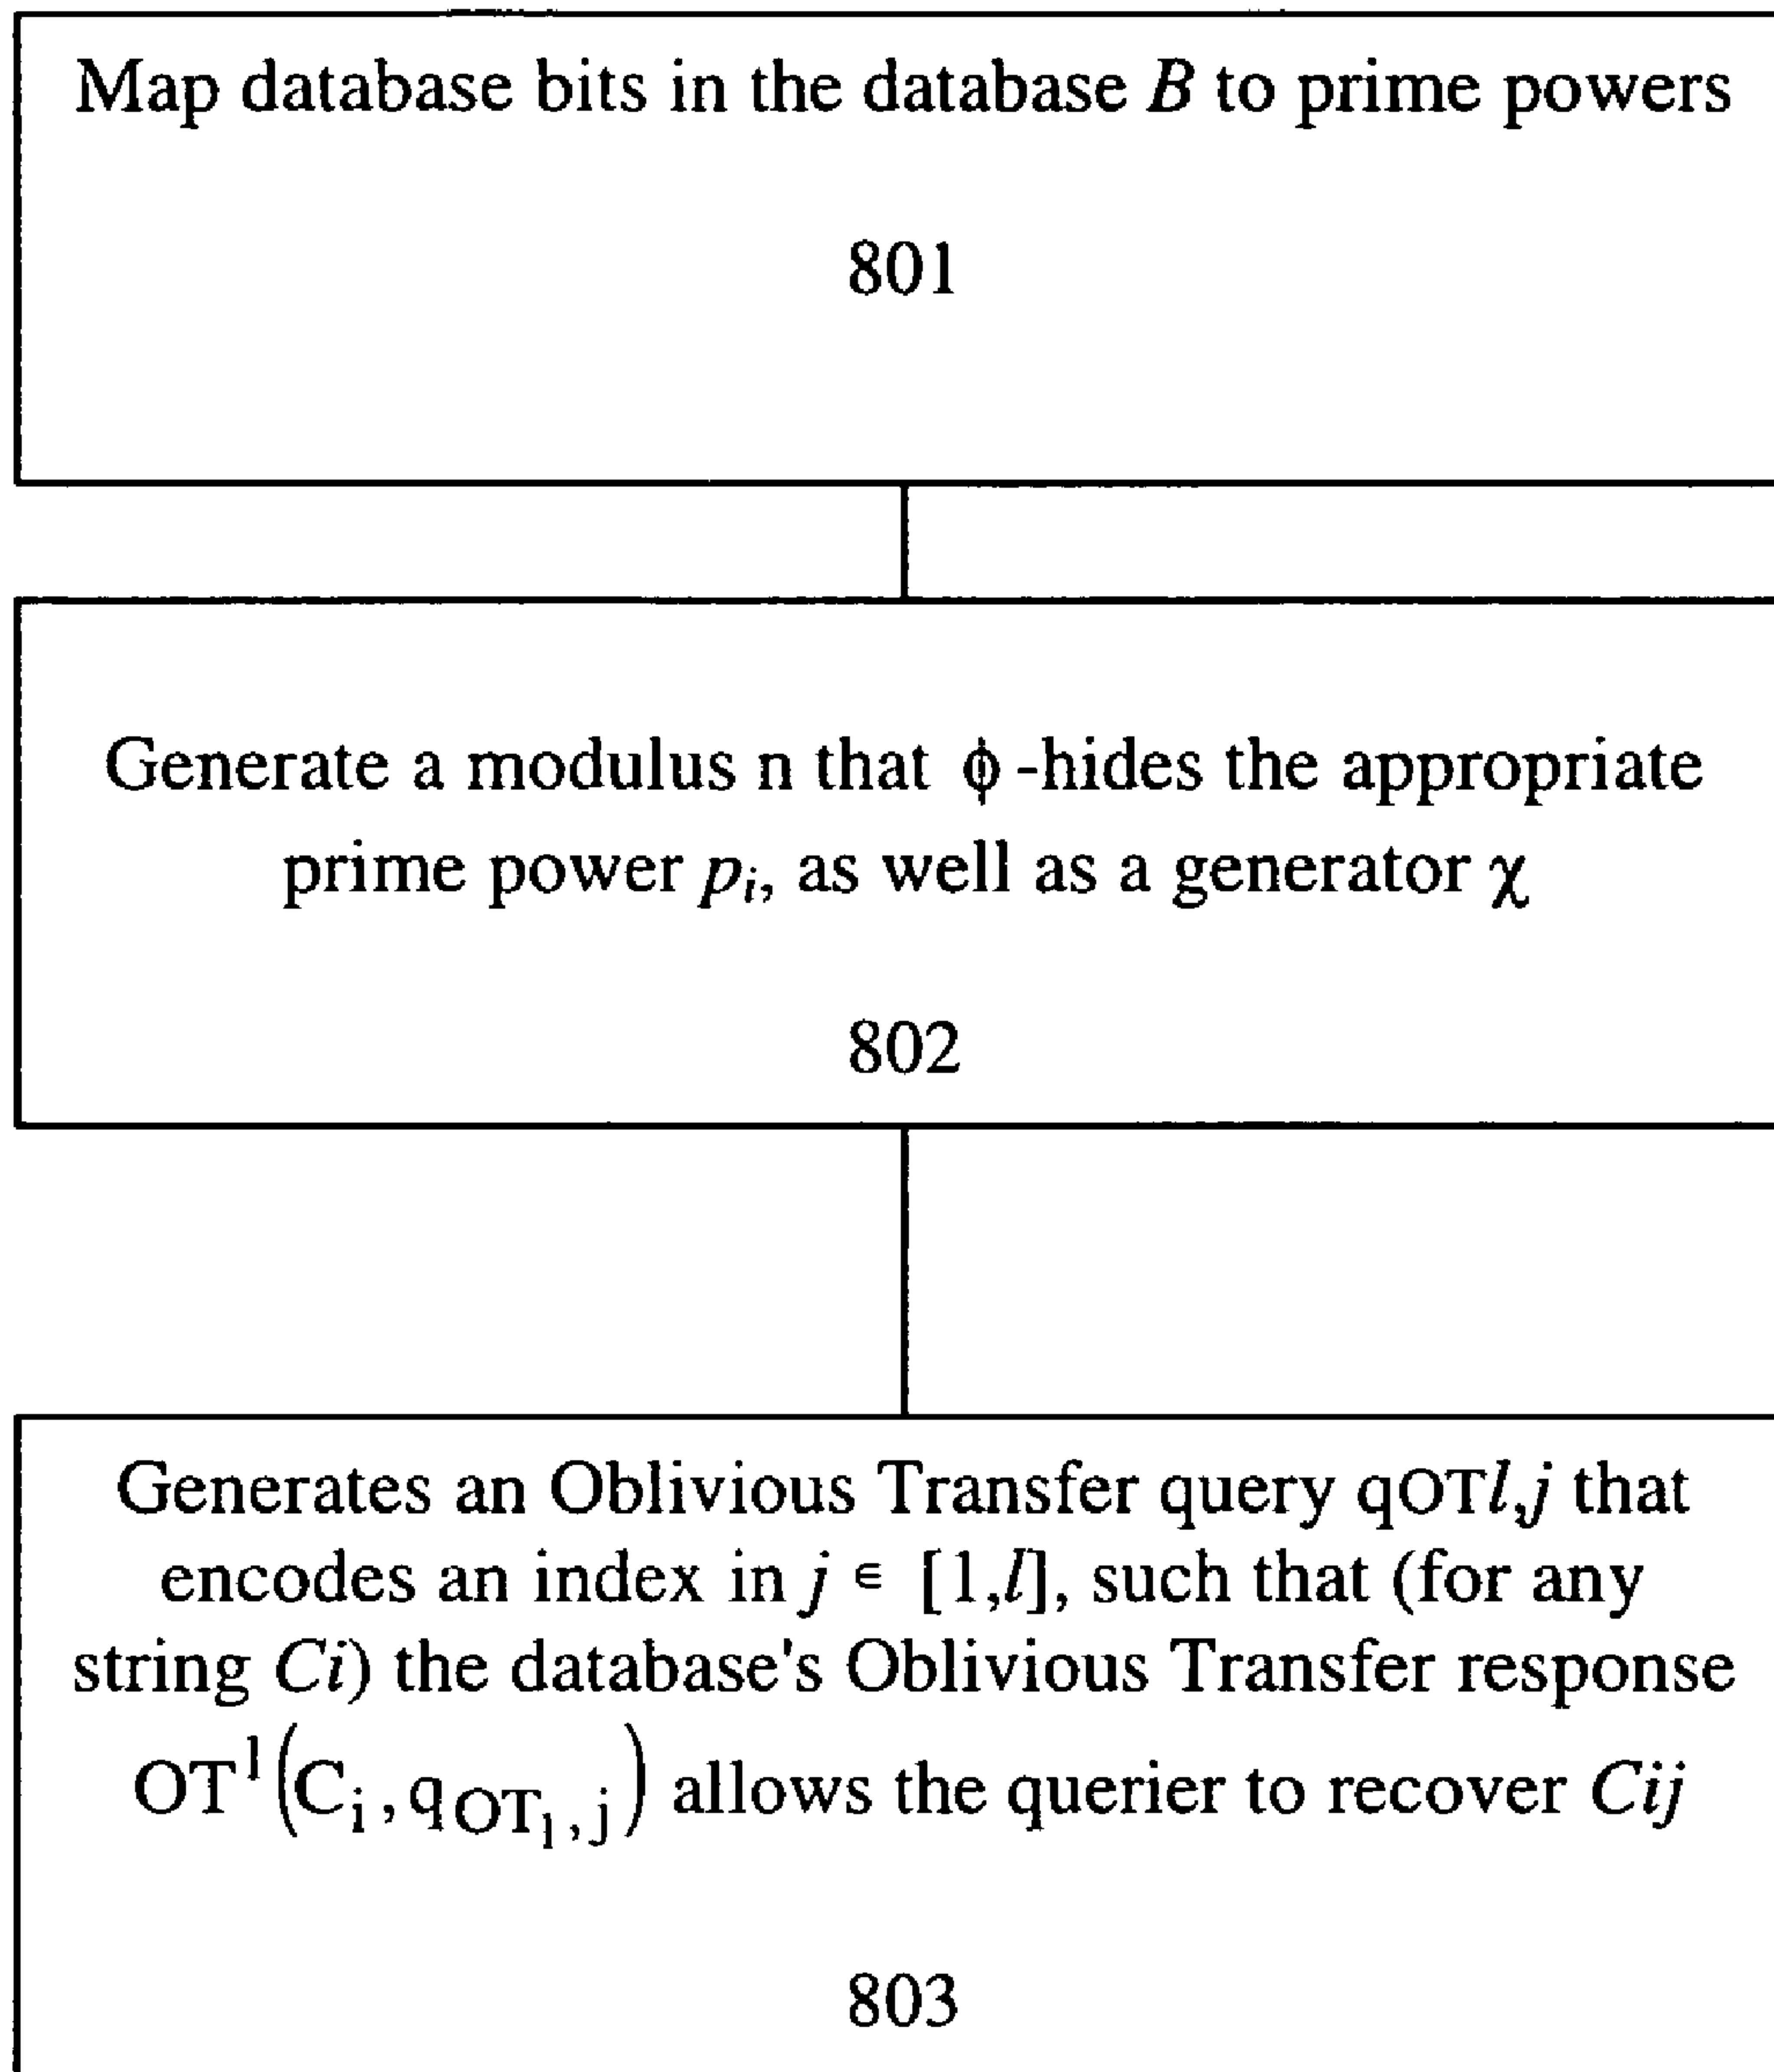 Map database bits in the database B to prime powers
801
Generate a modulus n that ϕ-hides the appropriate
prime power pᵢ, as well as a generator χ
802
Generates an Oblivious Transfer query qOTl,j that
encodes an index in j ∈ [1,l], such that (for any
string Ci) the database's Oblivious Transfer response
OT¹(Cᵢ, q_OT₁,j) allows the querier to recover Cij
803